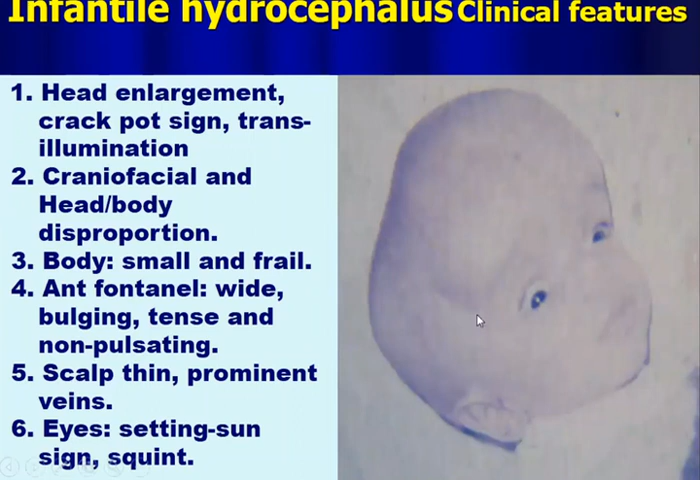 Infantile hydrocephalus Clinical features
1. Head enlargement,
crack pot sign, trans-
illumination
2. Craniofacial and
Head/body
disproportion.
3. Body: small and frail.
4. Ant fontanel: wide,
bulging, tense and
non-pulsating.
5. Scalp thin, prominent
veins.
6. Eyes: setting-sun
sign, squint.